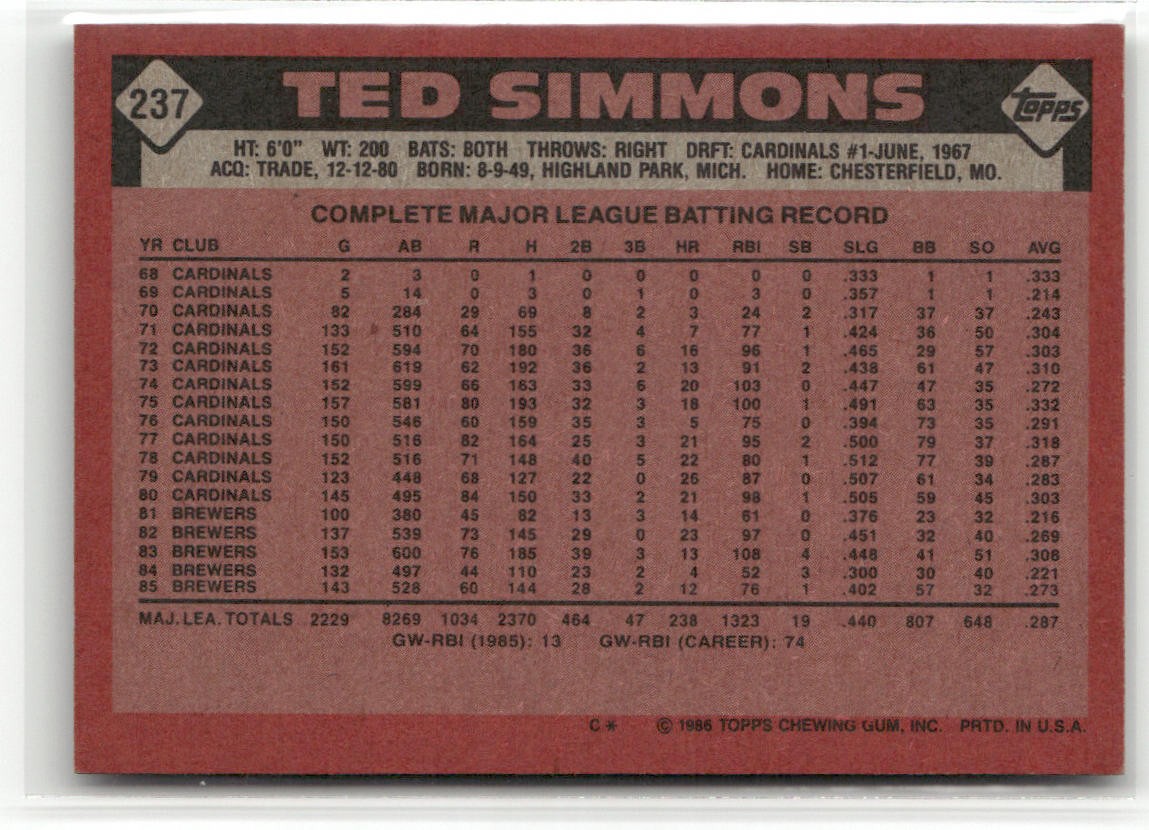 237 TED SIMMONS Topps
HT: 6'0" WT: 200 BATS: BOTH THROWS: RIGHT DRFT: CARDINALS #1-JUNE, 1967
ACQ: TRADE, 12-12-80 BORN: 8-9-49, HIGHLAND PARK, MICH. HOME: CHESTERFIELD, MO.
COMPLETE MAJOR LEAGUE BATTING RECORD
YR CLUB G AB R H 2B 3B HR RBI SB SLG BB SO AVG
68 CARDINALS 2 3 0 1 0 0 0 0 0 .333 1 1 .333
69 CARDINALS 5 14 0 3 0 1 0 3 0 .357 1 1 .214
70 CARDINALS 82 284 29 69 8 2 3 24 2 .317 37 37 .243
71 CARDINALS 133 510 64 155 32 4 7 77 1 .424 36 50 .304
72 CARDINALS 152 594 70 180 36 6 16 96 1 .465 29 57 .303
73 CARDINALS 161 619 62 192 36 2 13 91 2 .438 61 47 .310
74 CARDINALS 152 599 66 163 33 6 20 103 0 .447 47 35 .272
75 CARDINALS 157 581 80 193 32 3 18 100 1 .491 63 35 .332
76 CARDINALS 150 546 60 159 35 3 5 75 0 .394 73 35 .291
77 CARDINALS 150 516 82 164 25 3 21 95 2 .500 79 37 .318
78 CARDINALS 152 516 71 148 40 5 22 80 1 .512 77 39 .287
79 CARDINALS 123 448 68 127 22 0 26 87 0 .507 61 34 .283
80 CARDINALS 145 495 84 150 33 2 21 98 1 .505 59 45 .303
81 BREWERS 100 380 45 82 13 3 14 61 0 .376 23 32 .216
82 BREWERS 137 539 73 145 29 0 23 97 0 .451 32 40 .269
83 BREWERS 153 600 76 185 39 3 13 108 4 .448 41 51 .308
84 BREWERS 132 497 44 110 23 2 4 52 3 .300 30 40 .221
85 BREWERS 143 528 60 144 28 2 12 76 1 .402 57 32 .273
MAJ. LEA. TOTALS 2229 8269 1034 2370 464 47 238 1323 19 .440 807 648 .287
GW-RBI (1985): 13 GW-RBI (CAREER): 74
C * © 1986 TOPPS CHEWING GUM, INC. PRTD. IN U.S.A.